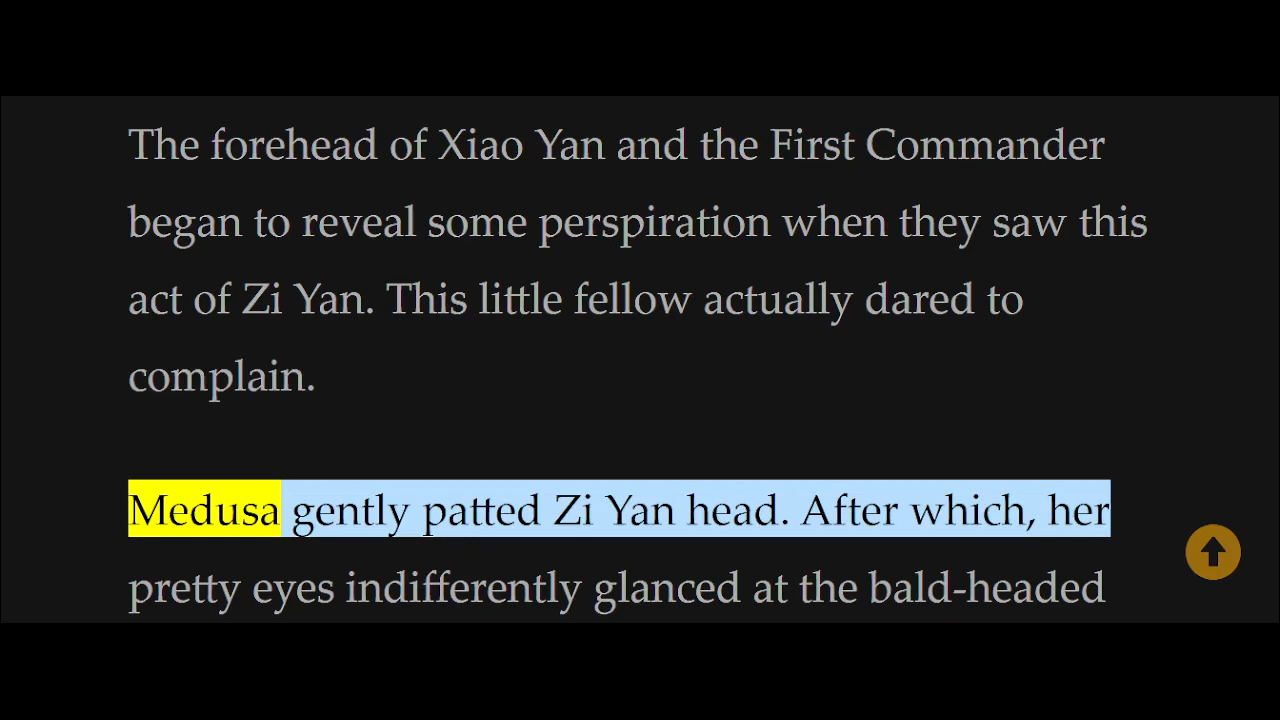 The forehead of Xiao Yan and the First Commander
began to reveal some perspiration when they saw this
act of Zi Yan. This little fellow actually dared to
complain.
Medusa gently patted Zi Yan head. After which, her
pretty eyes indifferently glanced at the bald-headed